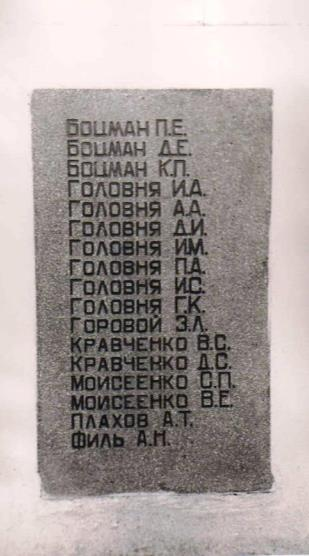 Боцман П.Е.
Боцман Д.Е.
Боцман К.П.
Головня И.Д.
Головня А.А.
Головня Д.И.
Головня И.М.
Головня П.А.
Головня И.С.
Головня Г.К.
Горовой З.Л.
Кравченко В.С.
Кравченко Д.С.
Моисеенко С.П.
Моисеенко В.Е.
Плахов А.Т.
Филь А.Н.